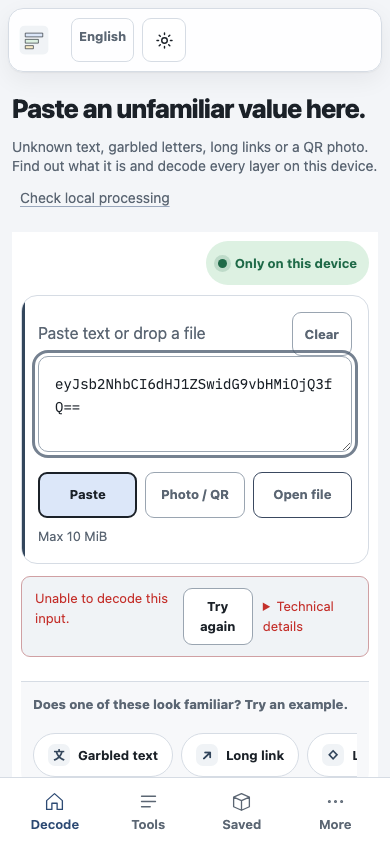 English
Paste an unfamiliar value here.
Unknown text, garbled letters, long links or a QR photo.
Find out what it is and decode every layer on this device.
Check local processing
Only on this device
Paste text or drop a file
Clear
eyJsb2NhbCI6dHJ1ZSwidG9vbHMiOjQ3f
Q==
Paste
Photo / QR
Open file
Max 10 MiB
Unable to decode this
input.
Try
again
Technical
details
Does one of these look familiar? Try an example.
Garbled text
Long link
Decode
Tools
Saved
More